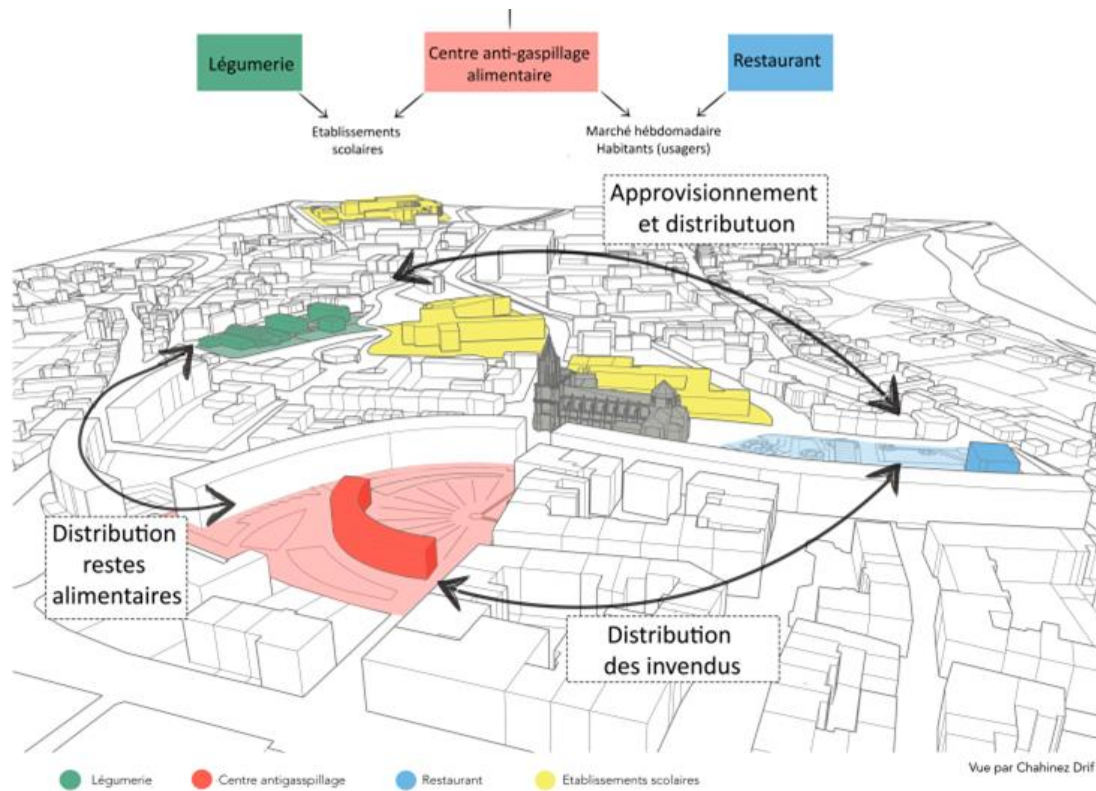 Légumerie
Centre anti-gaspillage
alimentaire
Restaurant
Etablissements
scolaires
Marché hébdomadaire
Habitants (usagers)
Approvisionnement
et distributuon
Distribution
restes
alimentaires
Distribution
des invendus
Légumerie
Centre antigasspillage
Restaurant
Etablissements scolaires
Vue par Chahinez Drif